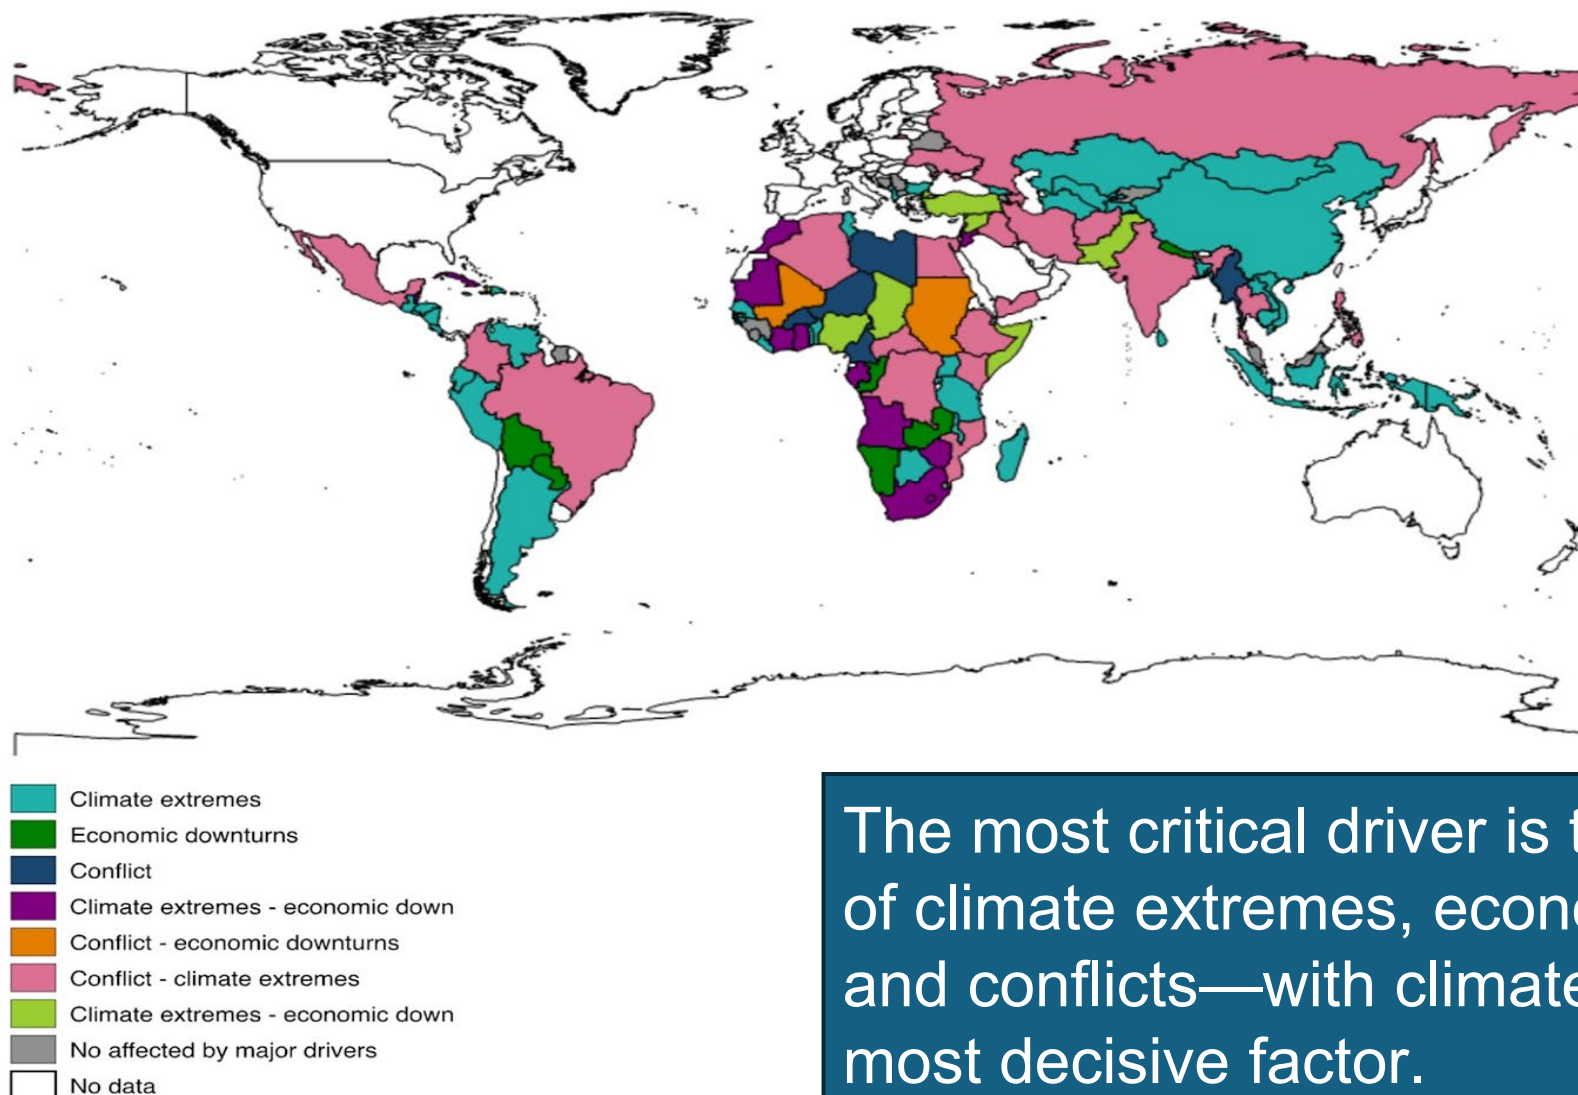 Climate extremes
Economic downturns
Conflict
Climate extremes - economic down
Conflict - economic downturns
Conflict - climate extremes
Climate extremes - economic down
No affected by major drivers
No data
The most critical driver is
of climate extremes,
and conflicts—with climate
most decisive factor.